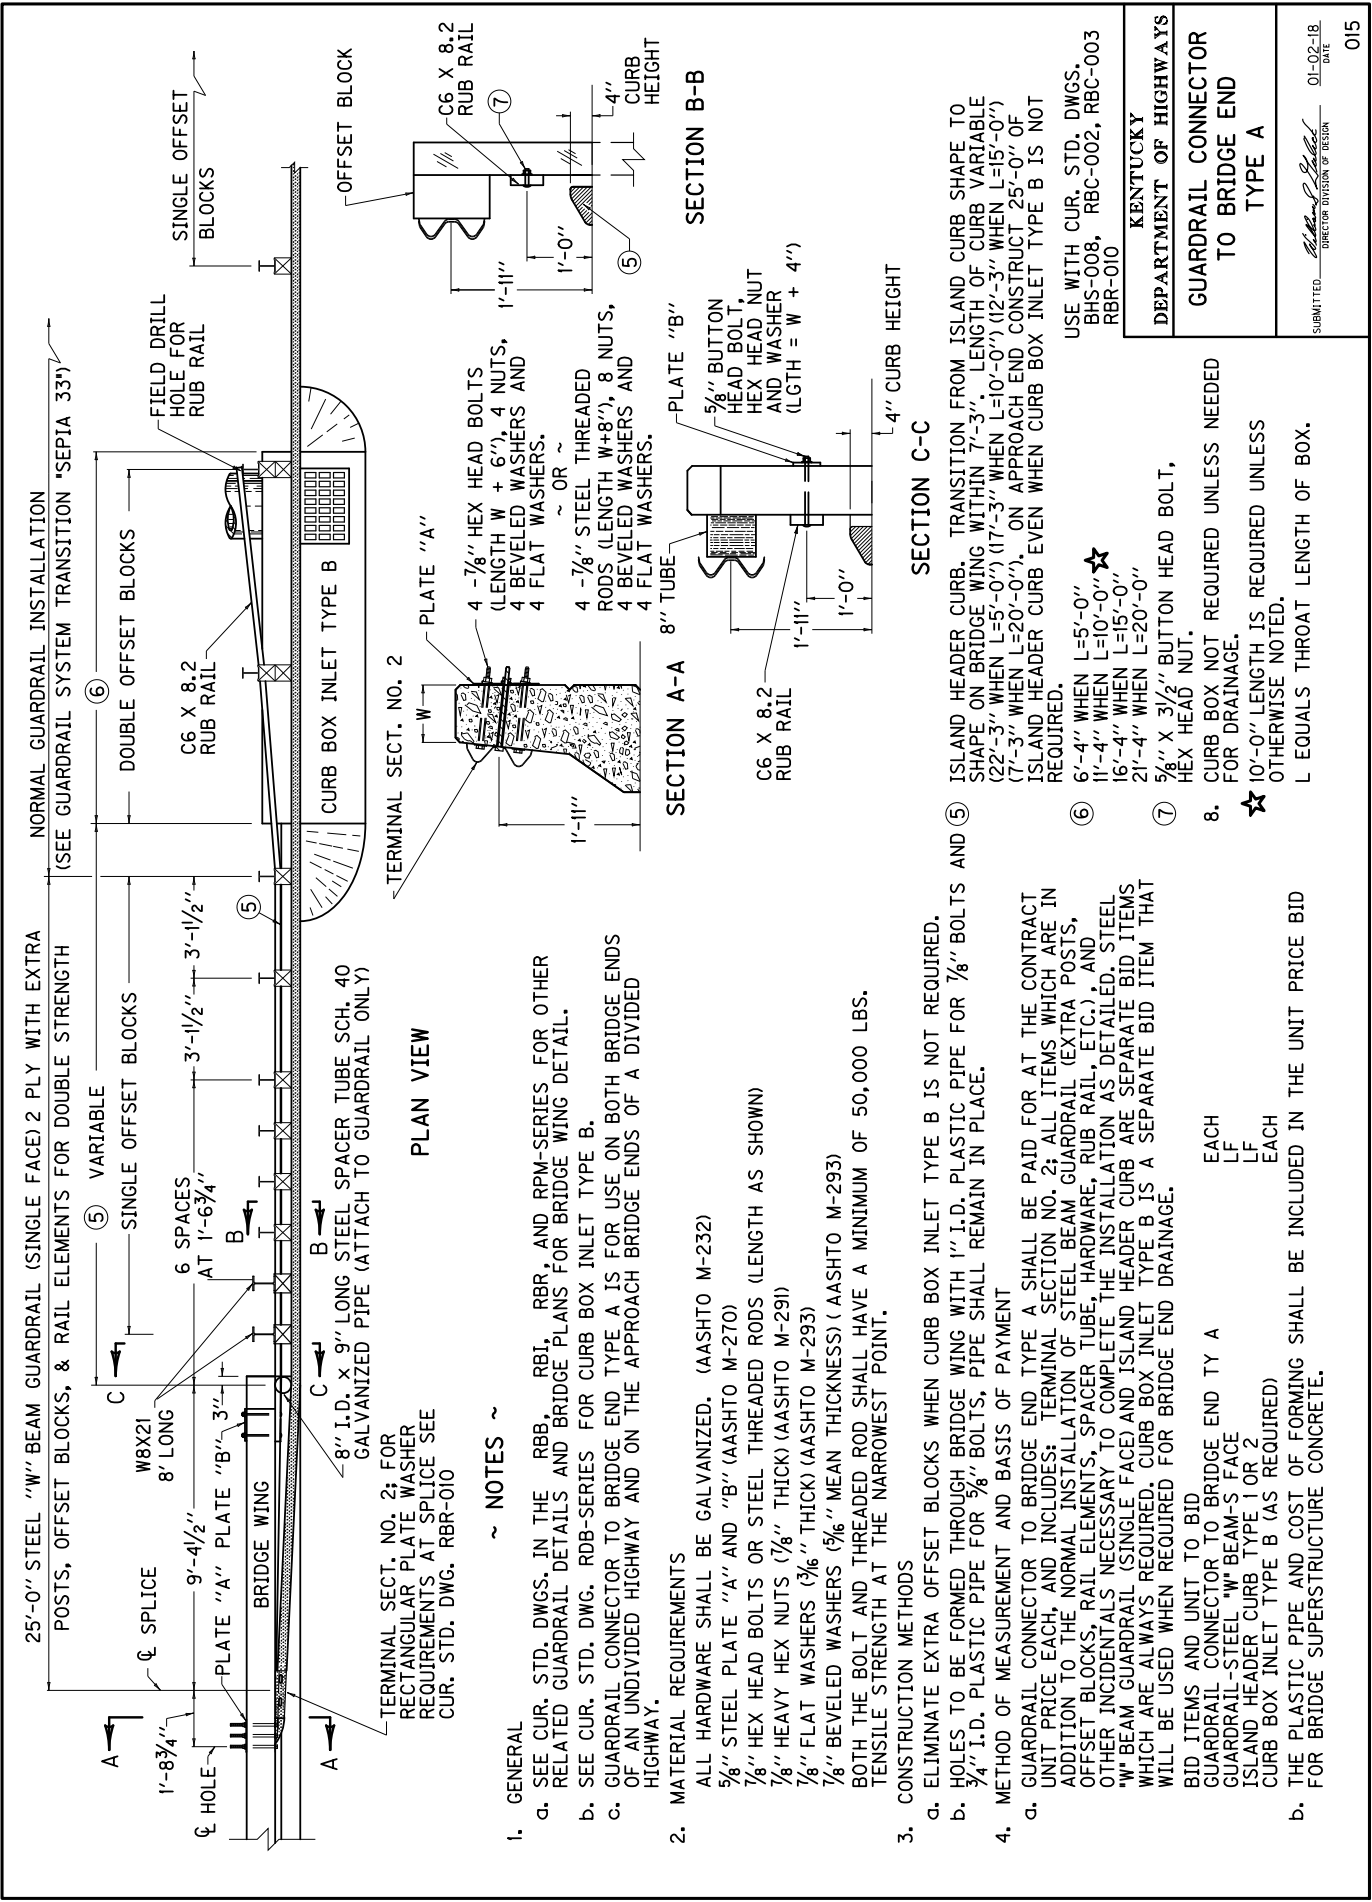 25'-0" STEEL "W" BEAM GUARDRAIL (SINGLE FACE) 2 PLY WITH EXTRA
POSTS, OFFSET BLOCKS, & RAIL ELEMENTS FOR DOUBLE STRENGTH
NORMAL GUARDRAIL INSTALLATION
(SEE GUARDRAIL SYSTEM TRANSITION "SEPIA 33")
5 VARIABLE
6
SINGLE OFFSET BLOCKS
DOUBLE OFFSET BLOCKS
SINGLE OFFSET
BLOCKS
℄ SPLICE
1'-8¾"
℄ HOLE
9'-4½"
PLATE "A"
PLATE "B"
3"
W8X21
8' LONG
6 SPACES
AT 1'-6¾"
3'-1½"
3'-1½"
5
C6 X 8.2
RUB RAIL
FIELD DRILL
HOLE FOR
RUB RAIL
A
A
B
B
C
C
BRIDGE WING
CURB BOX INLET TYPE B
TERMINAL SECT. NO. 2; FOR
RECTANGULAR PLATE WASHER
REQUIREMENTS AT SPLICE SEE
CUR. STD. DWG. RBR-010
8" I.D. x 9" LONG STEEL SPACER TUBE SCH. 40
GALVANIZED PIPE (ATTACH TO GUARDRAIL ONLY)
PLAN VIEW
TERMINAL SECT. NO. 2
W
PLATE "A"
1'-11"
4 -⅞" HEX HEAD BOLTS
(LENGTH W + 6"), 4 NUTS,
4 BEVELED WASHERS AND
4 FLAT WASHERS.
~ OR ~
4 -⅞" STEEL THREADED
RODS (LENGTH W+8"), 8 NUTS,
4 BEVELED WASHERS AND
4 FLAT WASHERS.
SECTION A-A
OFFSET BLOCK
C6 X 8.2
RUB RAIL
7
1'-11"
1'-0"
5
4"
CURB
HEIGHT
SECTION B-B
8" TUBE
PLATE "B"
⅝" BUTTON
HEAD BOLT,
HEX HEAD NUT
AND WASHER
(LGTH = W + 4")
C6 X 8.2
RUB RAIL
1'-11"
1'-0"
4" CURB HEIGHT
SECTION C-C
~ NOTES ~
1. GENERAL
a. SEE CUR. STD. DWGS. IN THE RBB, RBI, RBR, AND RPM-SERIES FOR OTHER
RELATED GUARDRAIL DETAILS AND BRIDGE PLANS FOR BRIDGE WING DETAIL.
b. SEE CUR. STD. DWG. RDB-SERIES FOR CURB BOX INLET TYPE B.
c. GUARDRAIL CONNECTOR TO BRIDGE END TYPE A IS FOR USE ON BOTH BRIDGE ENDS
OF AN UNDIVIDED HIGHWAY AND ON THE APPROACH BRIDGE ENDS OF A DIVIDED
HIGHWAY.
2. MATERIAL REQUIREMENTS
ALL HARDWARE SHALL BE GALVANIZED. (AASHTO M-232)
⅝" STEEL PLATE "A" AND "B" (AASHTO M-270)
⅞" HEX HEAD BOLTS OR STEEL THREADED RODS (LENGTH AS SHOWN)
⅞" HEAVY HEX NUTS (⅞" THICK) (AASHTO M-291)
⅞" FLAT WASHERS (3/16" THICK) (AASHTO M-293)
⅞" BEVELED WASHERS (5/16" MEAN THICKNESS) ( AASHTO M-293)
BOTH THE BOLT AND THREADED ROD SHALL HAVE A MINIMUM OF 50,000 LBS.
TENSILE STRENGTH AT THE NARROWEST POINT.
3. CONSTRUCTION METHODS
a. ELIMINATE EXTRA OFFSET BLOCKS WHEN CURB BOX INLET TYPE B IS NOT REQUIRED.
b. HOLES TO BE FORMED THROUGH BRIDGE WING WITH 1" I.D. PLASTIC PIPE FOR ⅞" BOLTS AND
¾" I.D. PLASTIC PIPE FOR ⅝" BOLTS, PIPE SHALL REMAIN IN PLACE.
4. METHOD OF MEASUREMENT AND BASIS OF PAYMENT
a. GUARDRAIL CONNECTOR TO BRIDGE END TYPE A SHALL BE PAID FOR AT THE CONTRACT
UNIT PRICE EACH, AND INCLUDES: TERMINAL SECTION NO. 2; ALL ITEMS WHICH ARE IN
ADDITION TO THE NORMAL INSTALLATION OF STEEL BEAM GUARDRAIL (EXTRA POSTS,
OFFSET BLOCKS, RAIL ELEMENTS, SPACER TUBE, HARDWARE, RUB RAIL, ETC.), AND
OTHER INCIDENTALS NECESSARY TO COMPLETE THE INSTALLATION AS DETAILED. STEEL
"W" BEAM GUARDRAIL (SINGLE FACE) AND ISLAND HEADER CURB ARE SEPARATE BID ITEMS
WHICH ARE ALWAYS REQUIRED. CURB BOX INLET TYPE B IS A SEPARATE BID ITEM THAT
WILL BE USED WHEN REQUIRED FOR BRIDGE END DRAINAGE.
BID ITEMS AND UNIT TO BID
GUARDRAIL CONNECTOR TO BRIDGE END TY A EACH
GUARDRAIL-STEEL "W" BEAM-S FACE LF
ISLAND HEADER CURB TYPE 1 OR 2 LF
CURB BOX INLET TYPE B (AS REQUIRED) EACH
b. THE PLASTIC PIPE AND COST OF FORMING SHALL BE INCLUDED IN THE UNIT PRICE BID
FOR BRIDGE SUPERSTRUCTURE CONCRETE.
5 ISLAND HEADER CURB. TRANSITION FROM ISLAND CURB SHAPE TO
SHAPE ON BRIDGE WING WITHIN 7'-3". LENGTH OF CURB VARIABLE
(22'-3" WHEN L=5'-0") (17'-3" WHEN L=10'-0") (12'-3" WHEN L=15'-0")
(7'-3" WHEN L=20'-0"). ON APPROACH END CONSTRUCT 25'-0" OF
ISLAND HEADER CURB EVEN WHEN CURB BOX INLET TYPE B IS NOT
REQUIRED.
6 6'-4" WHEN L=5'-0"
11'-4" WHEN L=10'-0" ☆
16'-4" WHEN L=15'-0"
21'-4" WHEN L=20'-0"
7 ⅝" X 3½" BUTTON HEAD BOLT,
HEX HEAD NUT.
8. CURB BOX NOT REQUIRED UNLESS NEEDED
FOR DRAINAGE.
☆ 10'-0" LENGTH IS REQUIRED UNLESS
OTHERWISE NOTED.
L EQUALS THROAT LENGTH OF BOX.
USE WITH CUR. STD. DWGS.
BHS-008, RBC-002, RBC-003
RBR-010
KENTUCKY
DEPARTMENT OF HIGHWAYS
GUARDRAIL CONNECTOR
TO BRIDGE END
TYPE A
SUBMITTED 01-02-18
DIRECTOR DIVISION OF DESIGN DATE
015